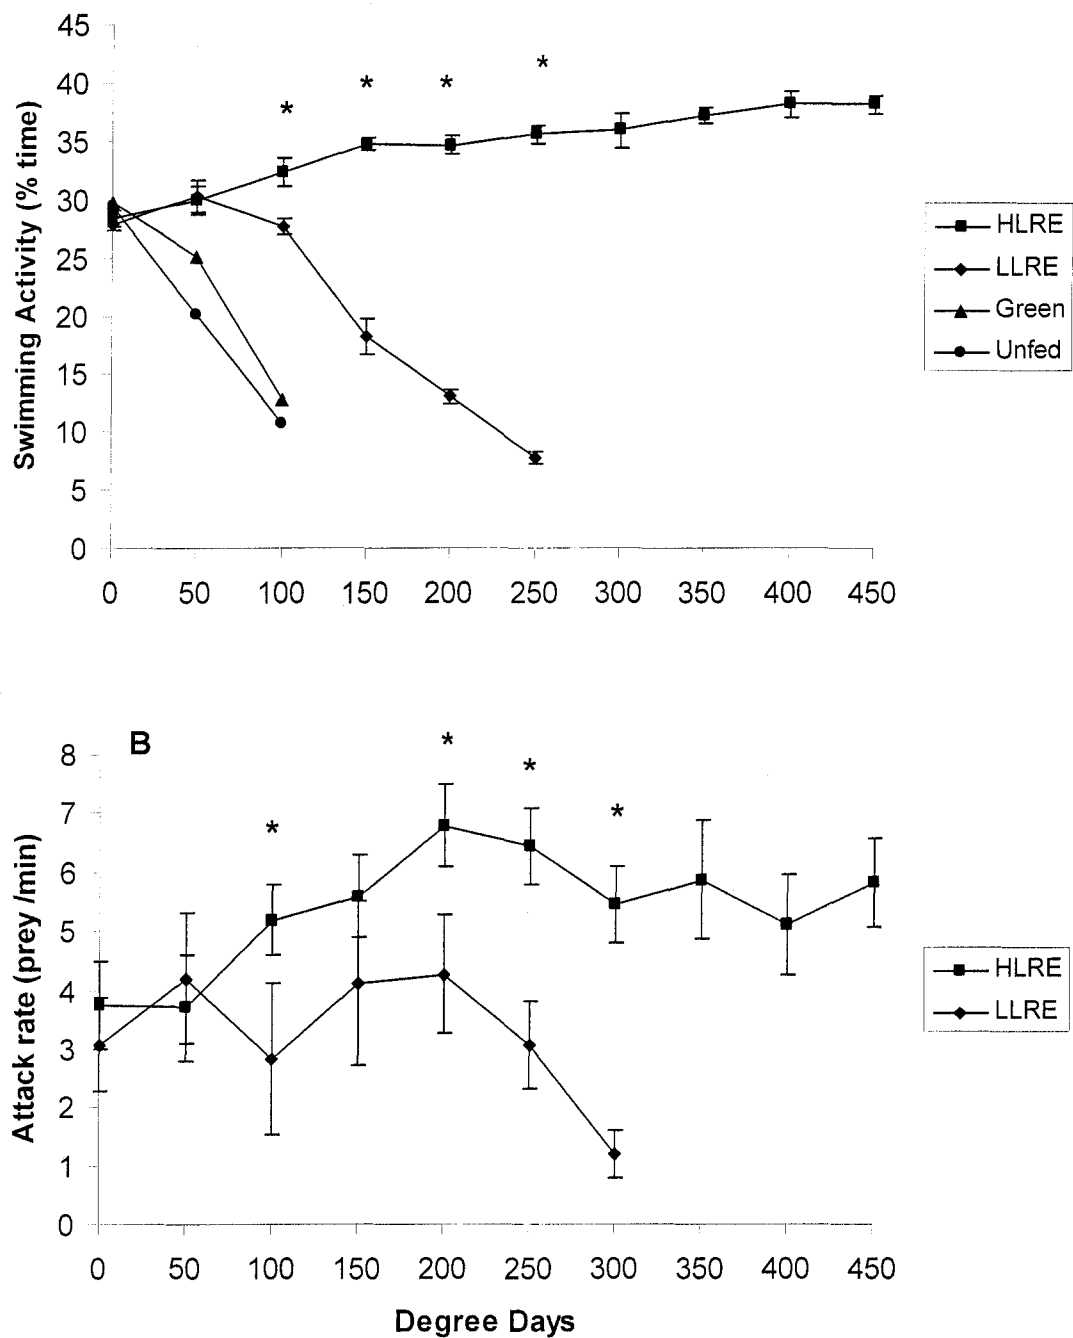 45
40
35
30
25
20
15
10
5
0
Swimming Activity (% time)
* * * *
0 50 100 150 200 250 300 350 400 450
HLRE
LLRE
Green
Unfed
B
8
7
6
5
4
3
2
1
0
Attack rate (prey /min)
* * * *
0 50 100 150 200 250 300 350 400 450
Degree Days
HLRE
LLRE